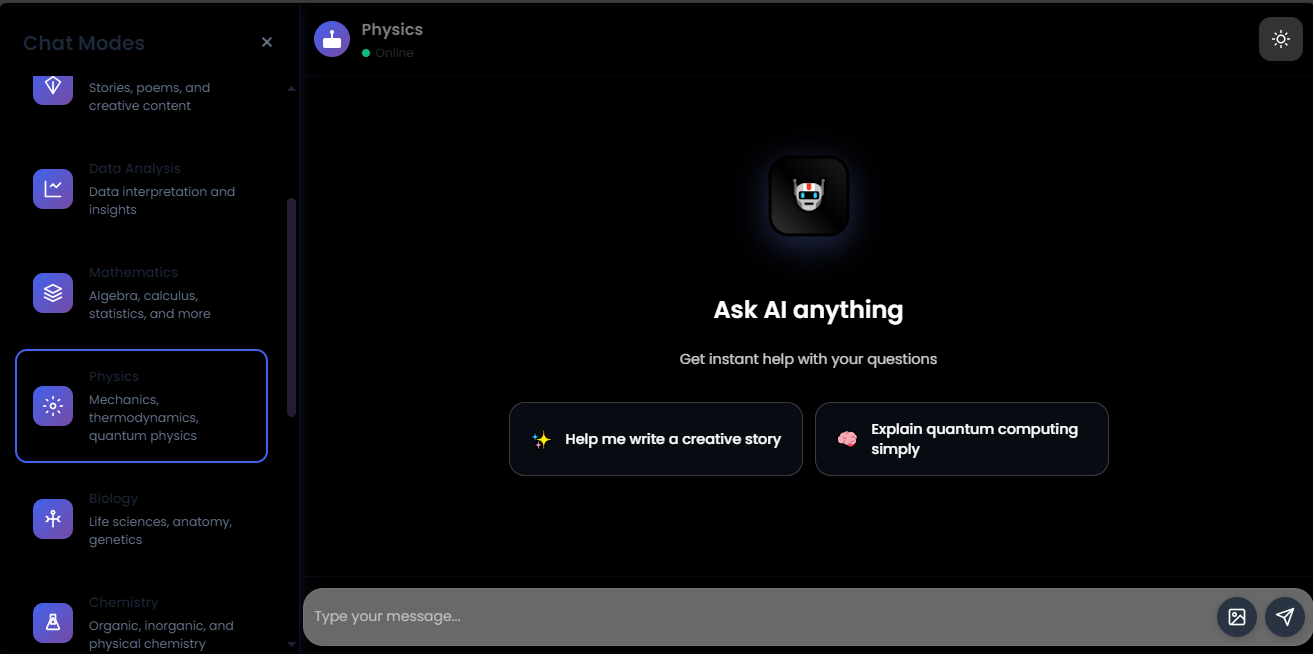 Chat Modes
Stories, poems, and
creative content
Data Analysis
Data interpretation and
insights
Mathematics
Algebra, calculus,
statistics, and more
Physics
Mechanics,
thermodynamics,
quantum physics
Biology
Life sciences, anatomy,
genetics
Chemistry
Organic, inorganic, and
physical chemistry
Physics
Online
Ask AI anything
Get instant help with your questions
Help me write a creative story
Explain quantum computing
simply
Type your message...